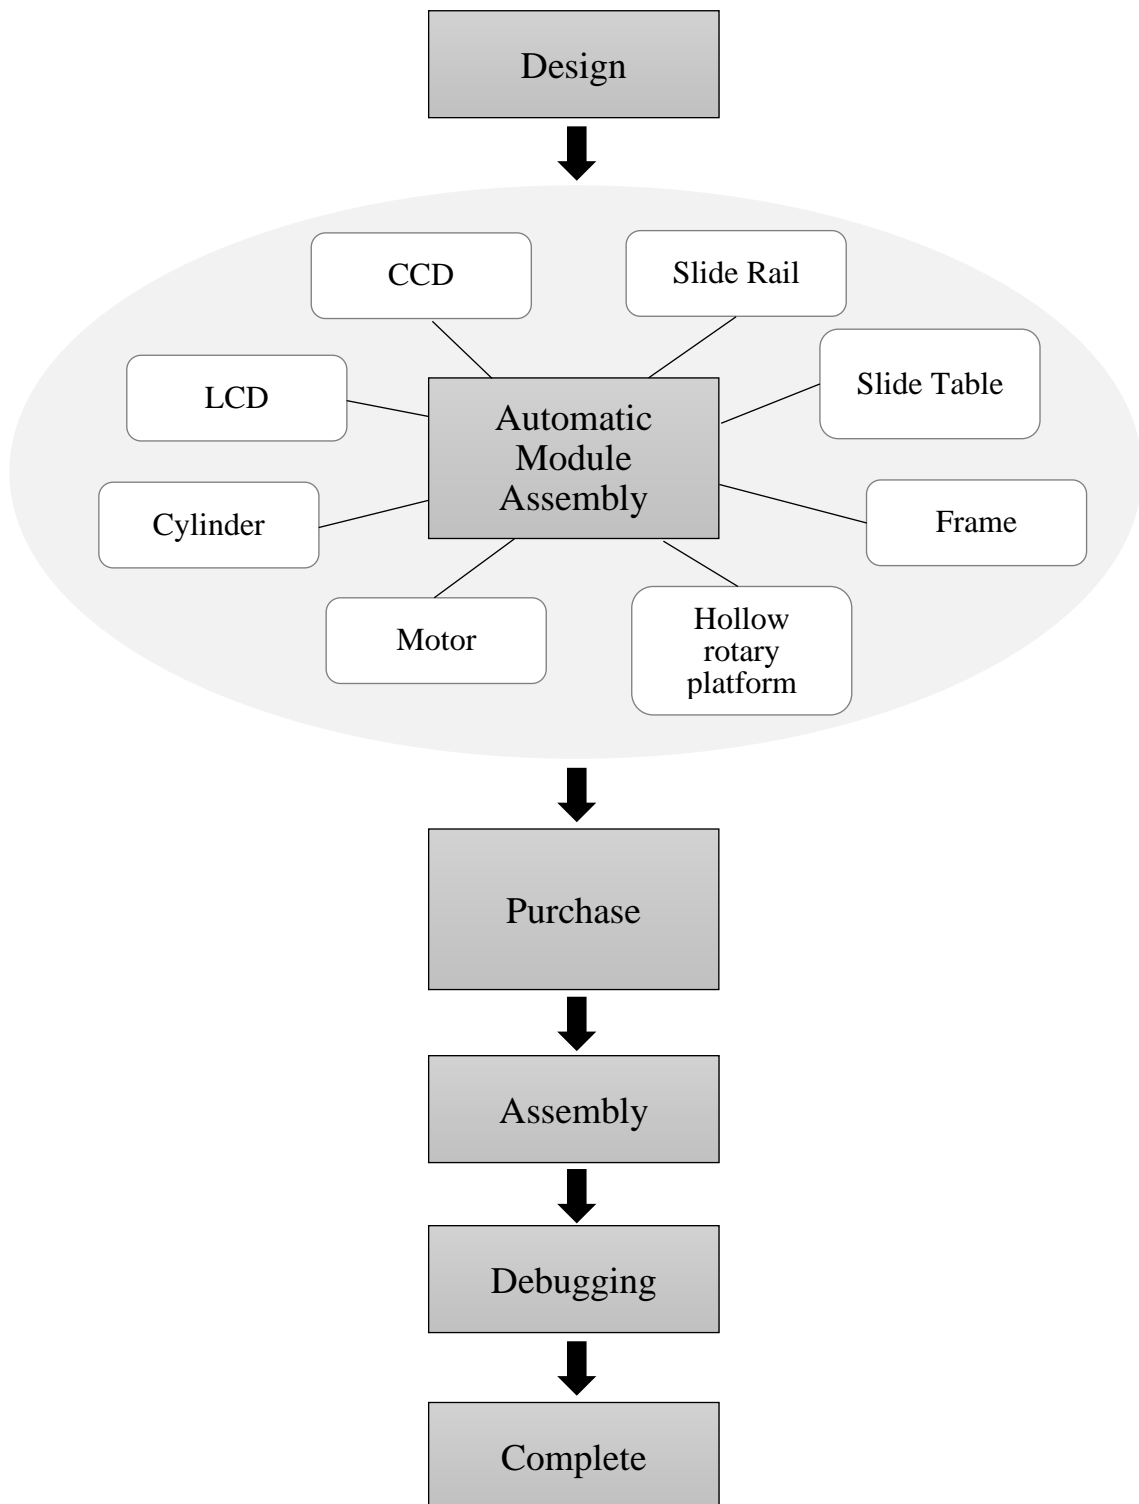 Design
CCD
Slide Rail
LCD
Slide Table
Automatic
Module
Assembly
Cylinder
Frame
Motor
Hollow
rotary
platform
Purchase
Assembly
Debugging
Complete